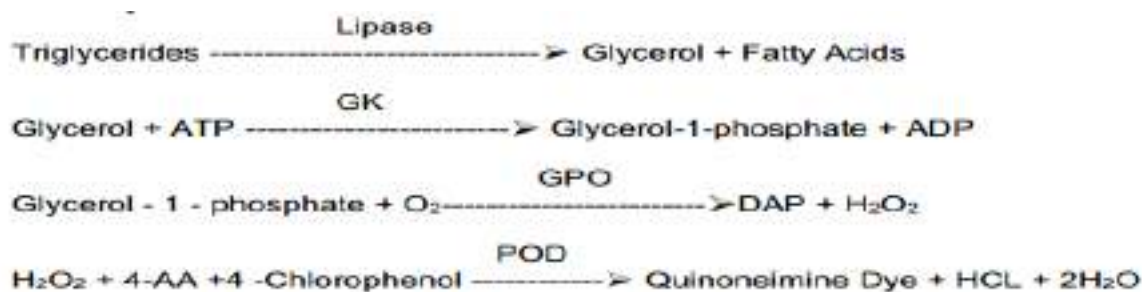 Lipase
Triglycerides ------------------------------➢ Glycerol + Fatty Acids
GK
Glycerol + ATP ------------------------➢ Glycerol-1-phosphate + ADP
GPO
Glycerol - 1 - phosphate + O₂------------------------➢DAP + H₂O₂
POD
H₂O₂ + 4-AA +4 -Chlorophenol ------------➢ Quinoneimine Dye + HCL + 2H₂O